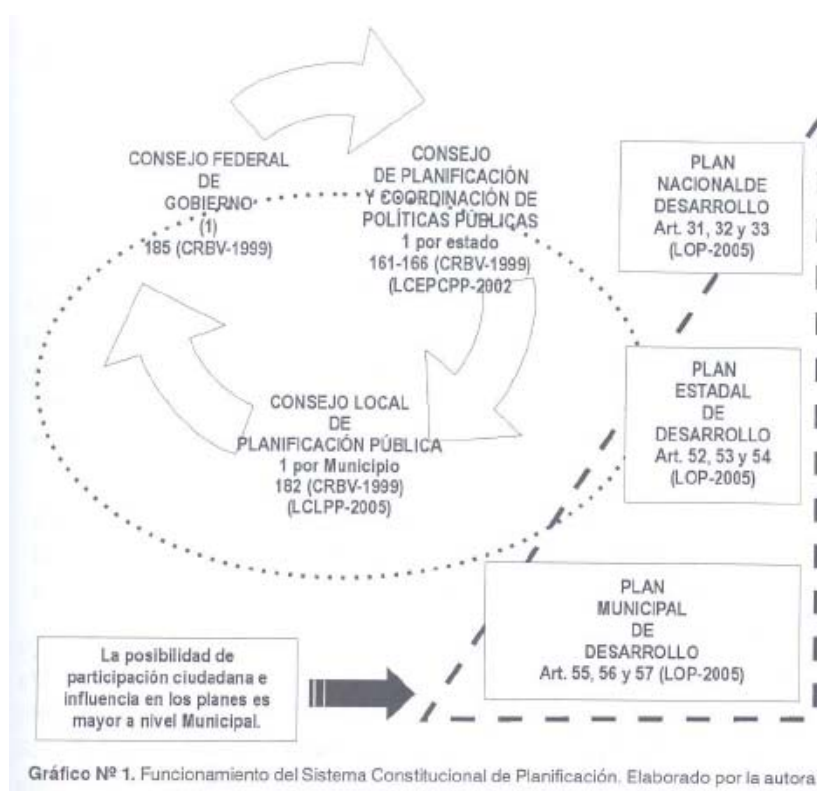 CONSEJO FEDERAL
DE
GOBIERNO
(1)
185 (CRBV-1999)
CONSEJO
DE PLANIFICACIÓN
Y COORDINACIÓN DE
POLÍTICAS PÚBLICAS
1 por estado
161-166 (CRBV-1999)
(LCEPCPP-2002
CONSEJO LOCAL
DE
PLANIFICACIÓN PÚBLICA
1 por Municipio
182 (CRBV-1999)
(LCLPP-2005)
PLAN
NACIONALDE
DESARROLLO
Art. 31, 32 y 33
(LOP-2005)
PLAN
ESTADAL
DE
DESARROLLO
Art. 52, 53 y 54
(LOP-2005)
PLAN
MUNICIPAL
DE
DESARROLLO
Art. 55, 56 y 57 (LOP-2005)
La posibilidad de
participación ciudadana e
influencia en los planes es
mayor a nivel Municipal.
Gráfico Nº 1. Funcionamiento del Sistema Constitucional de Planificación. Elaborado por la autora